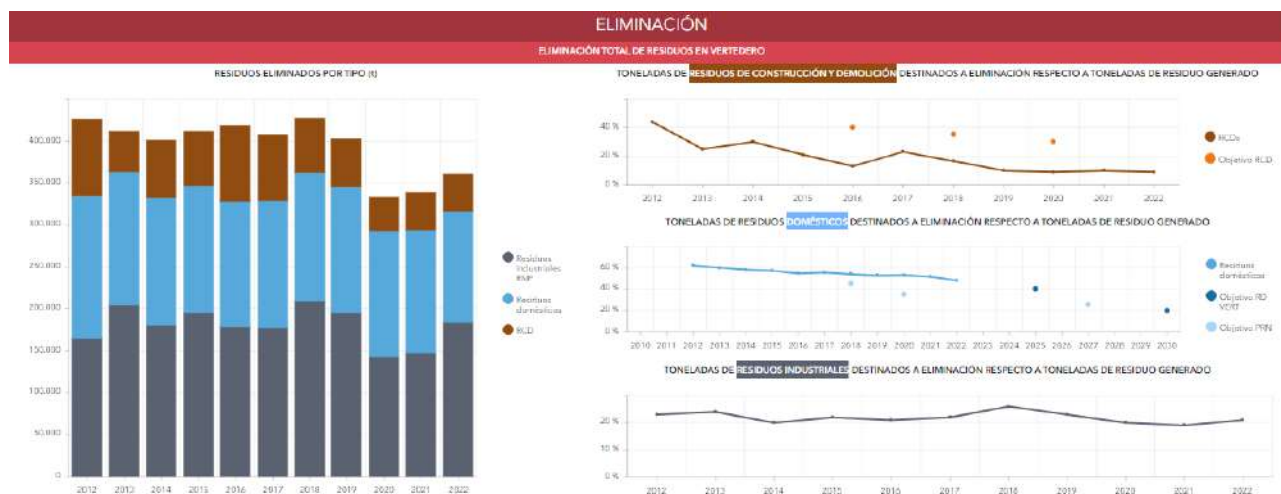 ELIMINACIÓN
ELIMINACIÓN TOTAL DE RESIDUOS EN VERTEDERO
RESIDUOS ELIMINADOS POR TIPO (t)
400.000
350.000
300.000
250.000
200.000
150.000
100.000
50.000
0
2012 2013 2014 2015 2016 2017 2018 2019 2020 2021 2022
Residuos
industriales
RNP
Residuos
domésticos
RCD
TONELADAS DE RESIDUOS DE CONSTRUCCIÓN Y DEMOLICIÓN DESTINADOS A ELIMINACIÓN RESPECTO A TONELADAS DE RESIDUO GENERADO
40 %
20 %
0 %
2012 2013 2014 2015 2016 2017 2018 2019 2020 2021 2022
RCDs
Objetivo RCD
TONELADAS DE RESIDUOS DOMÉSTICOS DESTINADOS A ELIMINACIÓN RESPECTO A TONELADAS DE RESIDUO GENERADO
60 %
40 %
20 %
0 %
2010 2011 2012 2013 2014 2015 2016 2017 2018 2019 2020 2021 2022 2023 2024 2025 2026 2027 2028 2029 2030
Residuos
domésticos
Objetivo RD
VERT
Objetivo PRN
TONELADAS DE RESIDUOS INDUSTRIALES DESTINADOS A ELIMINACIÓN RESPECTO A TONELADAS DE RESIDUO GENERADO
20 %
10 %
0 %
2012 2013 2014 2015 2016 2017 2018 2019 2020 2021 2022